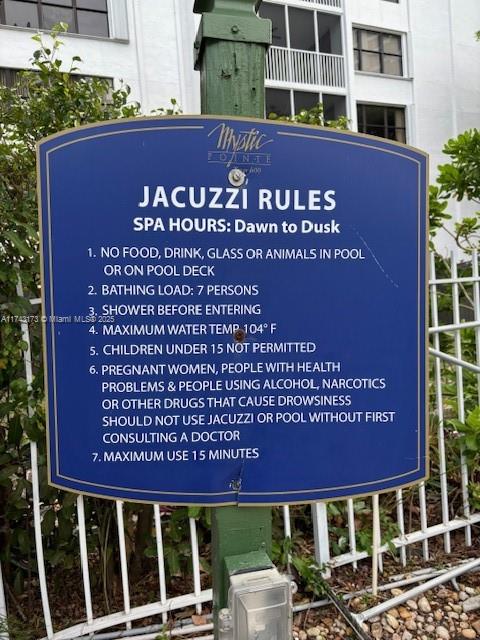 Mystic
POINTE
JACUZZI RULES
SPA HOURS: Dawn to Dusk
1. NO FOOD, DRINK, GLASS OR ANIMALS IN POOL
OR ON POOL DECK
2. BATHING LOAD: 7 PERSONS
3. SHOWER BEFORE ENTERING
4. MAXIMUM WATER TEMP 104° F
5. CHILDREN UNDER 15 NOT PERMITTED
6. PREGNANT WOMEN, PEOPLE WITH HEALTH
PROBLEMS & PEOPLE USING ALCOHOL, NARCOTICS
OR OTHER DRUGS THAT CAUSE DROWSINESS
SHOULD NOT USE JACUZZI OR POOL WITHOUT FIRST
CONSULTING A DOCTOR
7. MAXIMUM USE 15 MINUTES
A11743173 © Miami MLS® 2025